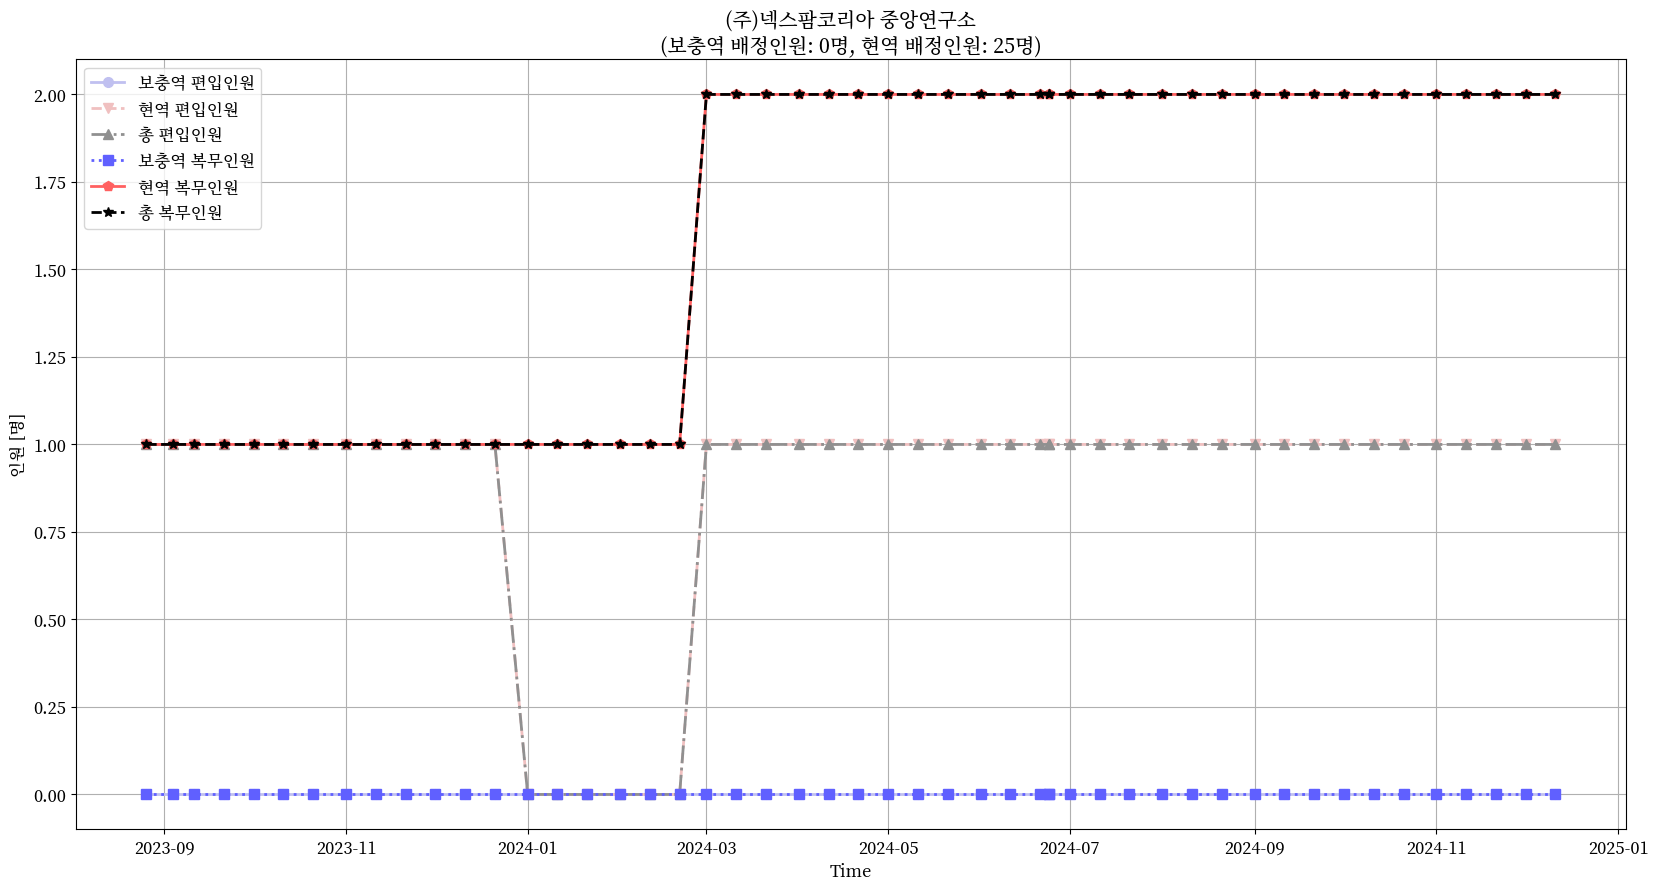 (주)넥스팜코리아 중앙연구소
(보충역 배정인원: 0명, 현역 배정인원: 25명)
보충역 편입인원
현역 편입인원
총 편입인원
보충역 복무인원
현역 복무인원
총 복무인원
2.00
1.75
1.50
1.25
1.00
0.75
0.50
0.25
0.00
인원 [명]
2023-09 2023-11 2024-01 2024-03 2024-05 2024-07 2024-09 2024-11 2025-01
Time